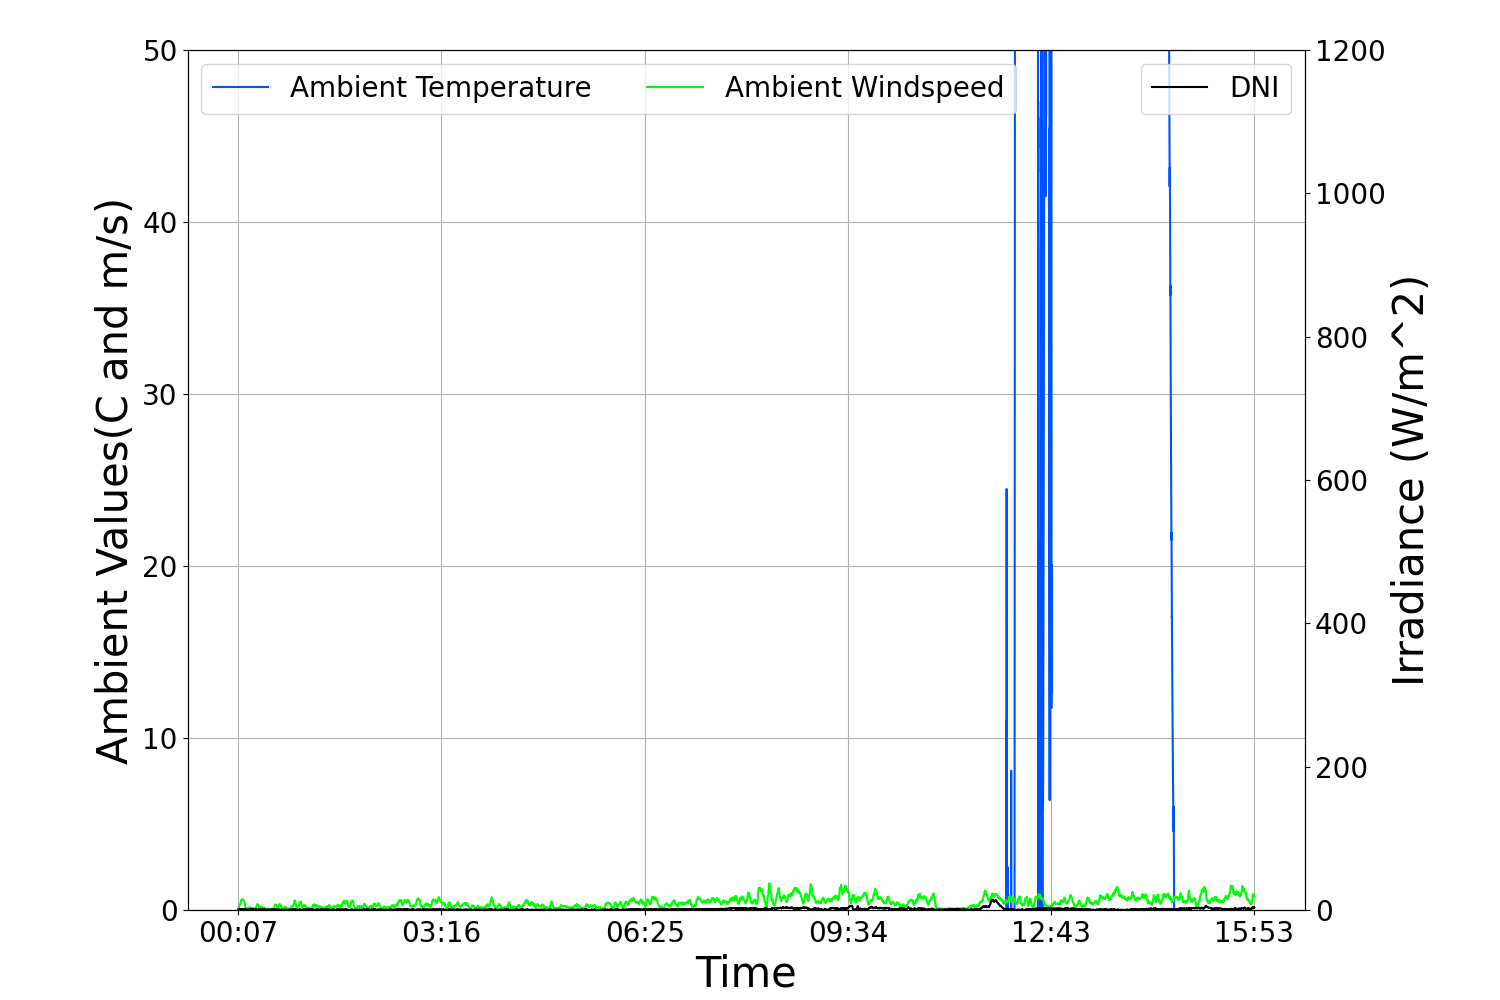 Ambient Temperature Ambient Windspeed DNI
Ambient Values(C and m/s)
50
40
30
20
10
0
1200
1000
800
600
400
200
0
Irradiance (W/m^2)
00:07 03:16 06:25 09:34 12:43 15:53
Time